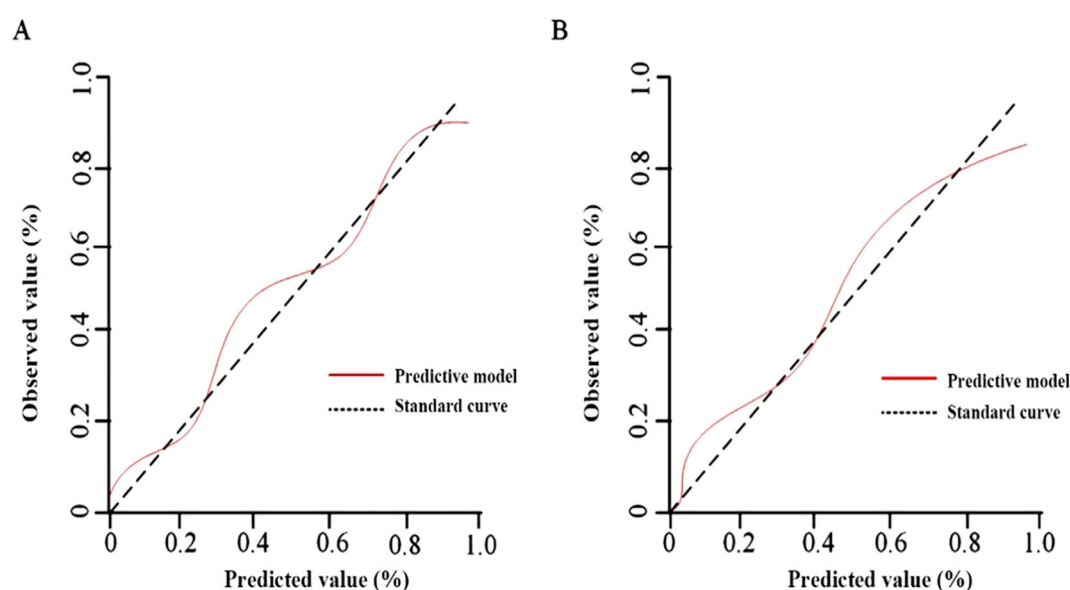 A
1.0
0.8
0.6
0.4
0.2
0
Observed value (%)
0 0.2 0.4 0.6 0.8 1.0
Predicted value (%)
Predictive model
Standard curve
B
1.0
0.8
0.6
0.4
0.2
0
Observed value (%)
0 0.2 0.4 0.6 0.8 1.0
Predicted value (%)
Predictive model
Standard curve